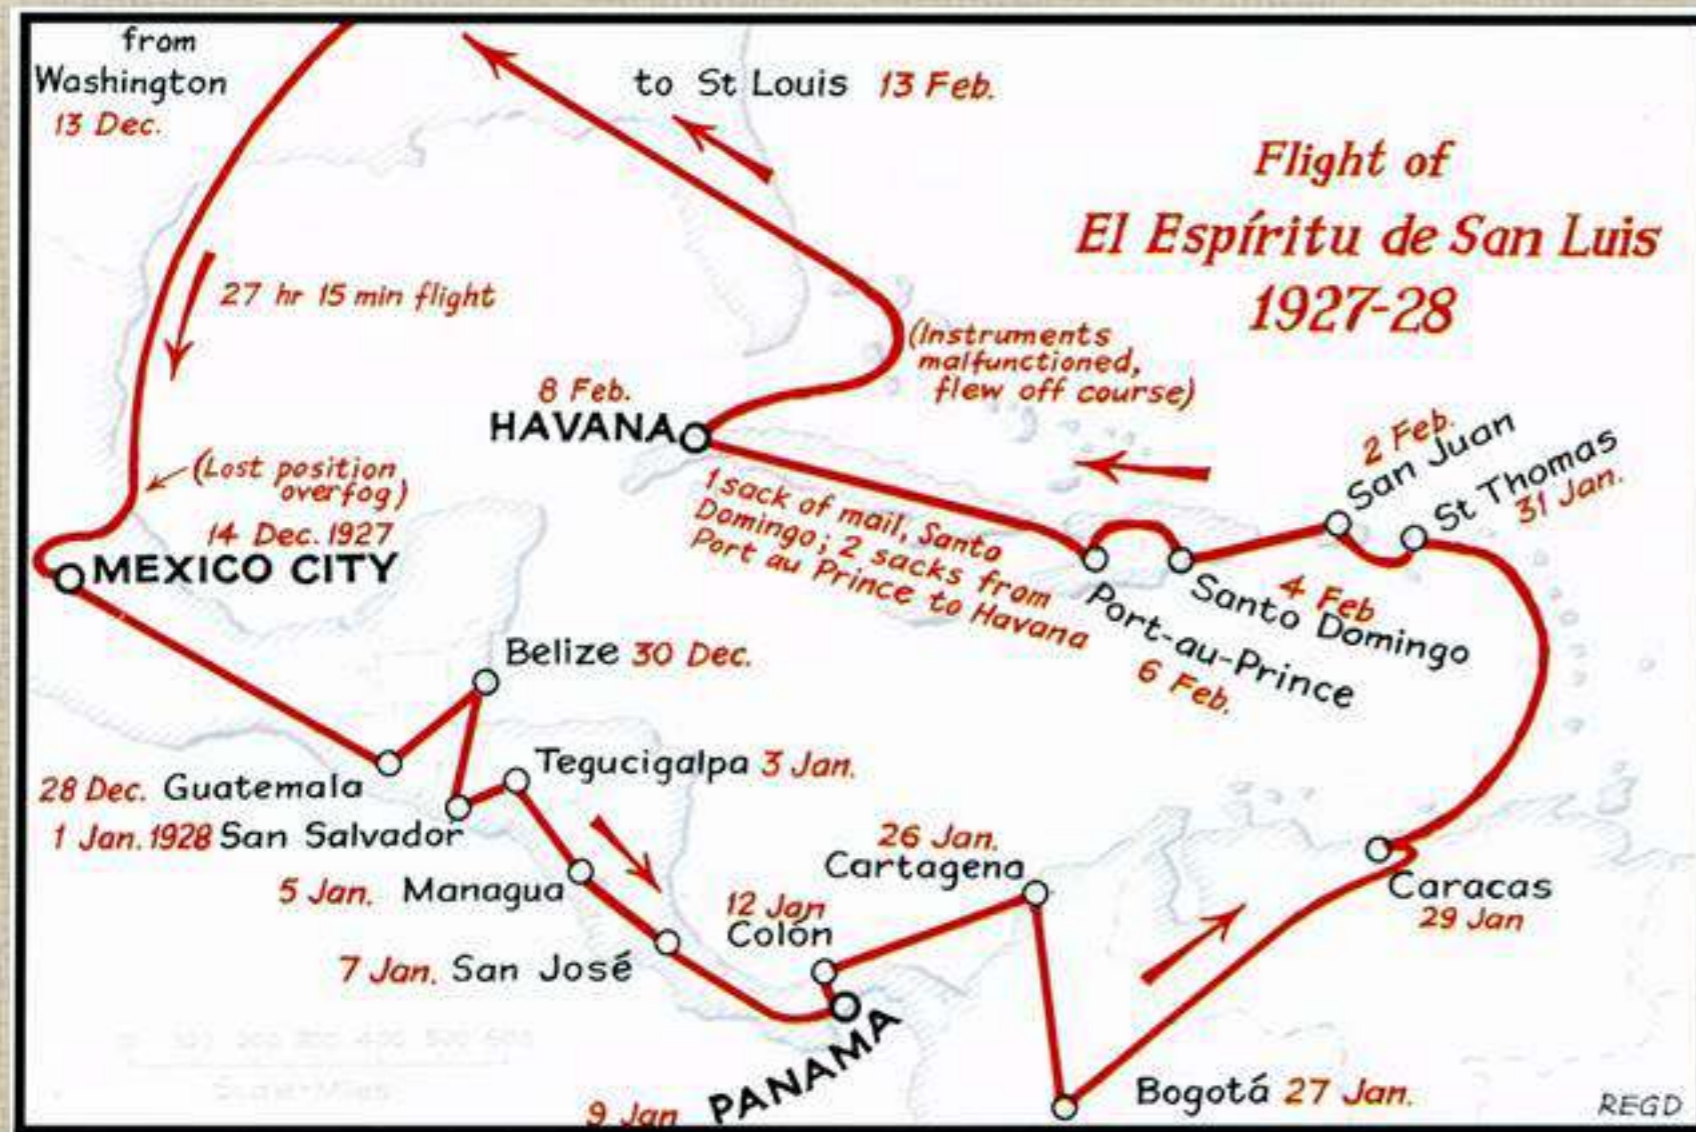 from
Washington
13 Dec.
to St Louis 13 Feb.
Flight of
El Espíritu de San Luis
1927-28
27 hr 15 min flight
(Instruments
malfunctioned,
flew off course)
8 Feb.
HAVANA
(Lost position
over fog)
14 Dec. 1927
MEXICO CITY
2 Feb.
San Juan
St Thomas
31 Jan.
1 sack of mail, Santo
Domingo; 2 sacks from
Port au Prince to Havana
4 Feb
Santo Domingo
Port-au-Prince
6 Feb.
Belize 30 Dec.
Tegucigalpa 3 Jan.
28 Dec. Guatemala
1 Jan. 1928 San Salvador
5 Jan. Managua
7 Jan. San José
26 Jan.
Cartagena
12 Jan
Colón
Caracas
29 Jan
PANAMA
9 Jan
Bogotá 27 Jan.
REGD